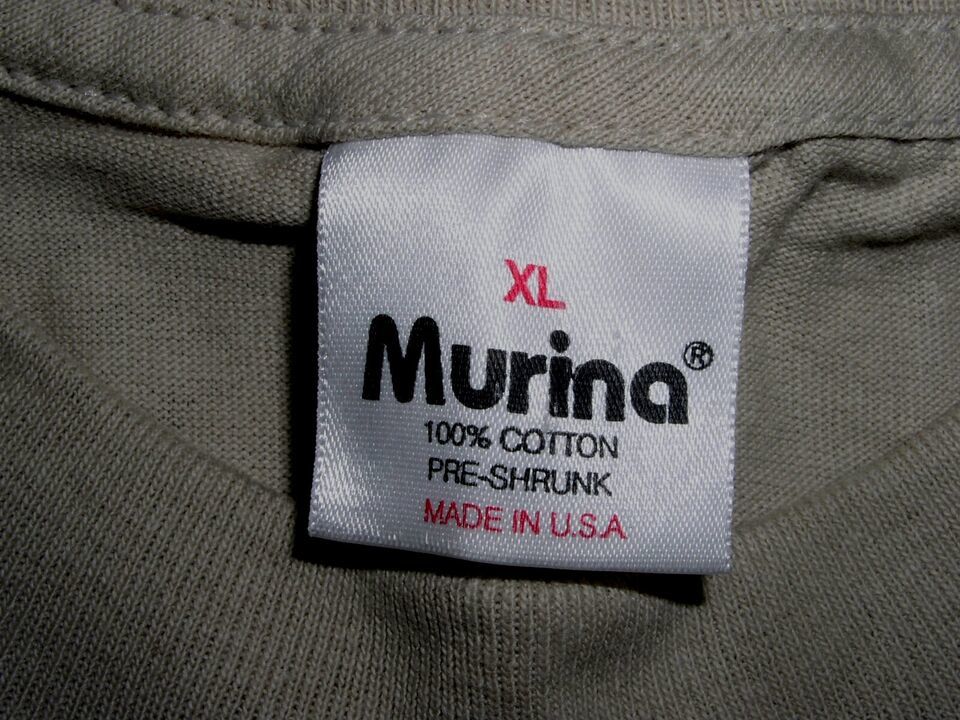 XL
Murina®
100% COTTON
PRE-SHRUNK
MADE IN U.S.A